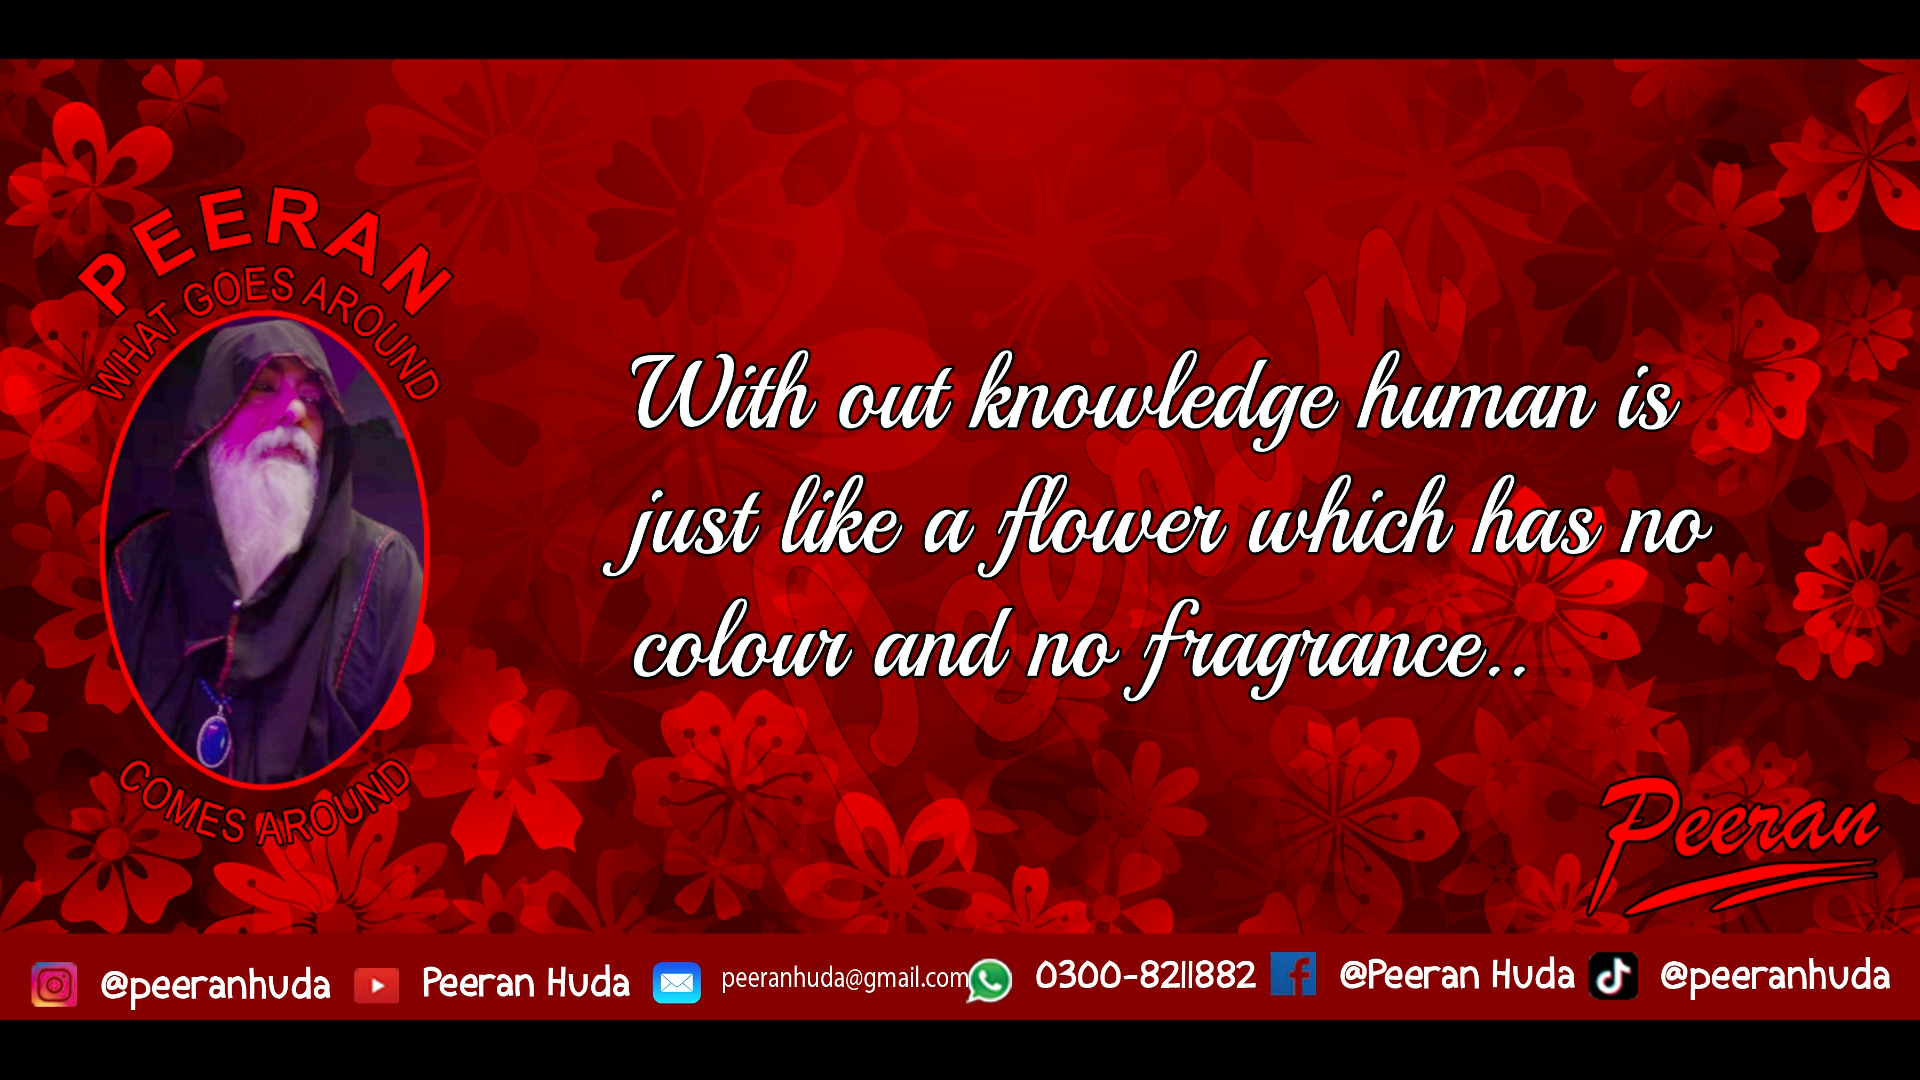 PEERAN
WHAT GOES AROUND
COMES AROUND
With out knowledge human is
just like a flower which has no
colour and no fragrance..
Peeran
Peeran
@peeranhuda
Peeran Huda
peeranhuda@gmail.com
0300-8211882
@Peeran Huda
@peeranhuda